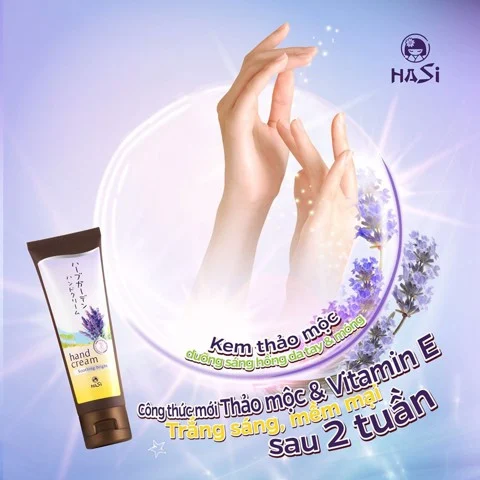 HASI
ハーブガーデン
ハンドクリーム
hand
cream
HASI
Kem thảo mộc
dưỡng sáng hồng da tay & móng
Công thức mới Thảo mộc & Vitamin E
Trắng sáng, mềm mại
sau 2 tuần